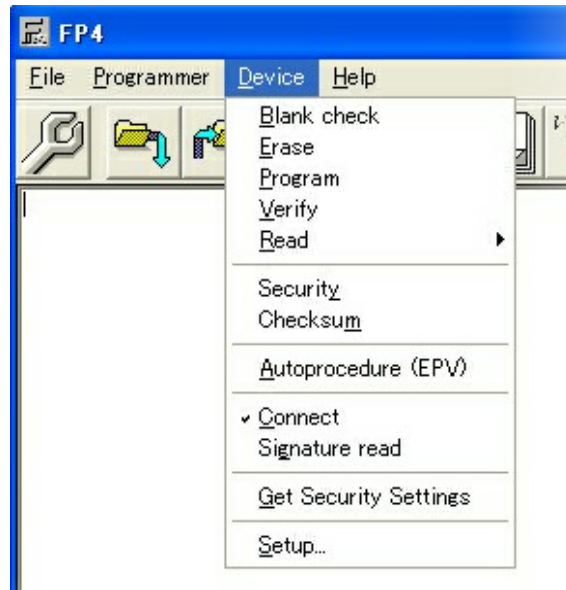 FP4
File Programmer Device Help
Blank check
Erase
Program
Verify
Read
Security
Checksum
Autoprocedure (EPV)
Connect
Signature read
Get Security Settings
Setup...